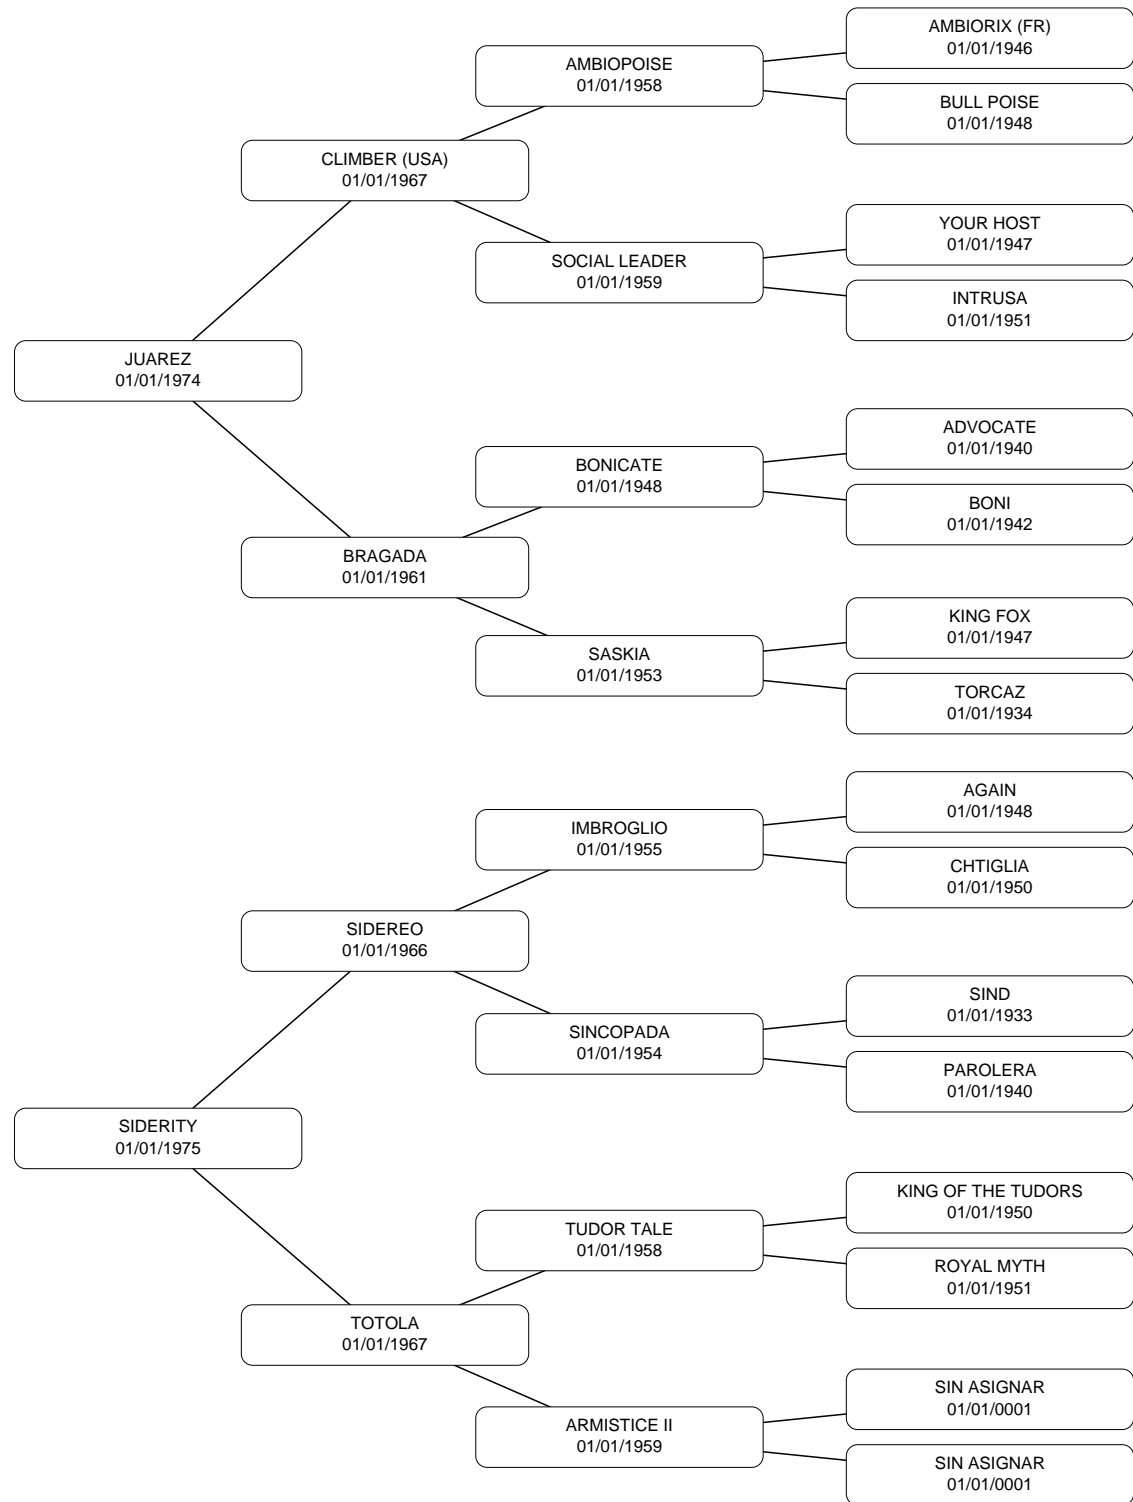 AMBIORIX (FR)
01/01/1946
AMBIOPOISE
01/01/1958
BULL POISE
01/01/1948
CLIMBER (USA)
01/01/1967
YOUR HOST
01/01/1947
SOCIAL LEADER
01/01/1959
INTRUSA
01/01/1951
JUAREZ
01/01/1974
ADVOCATE
01/01/1940
BONICATE
01/01/1948
BONI
01/01/1942
BRAGADA
01/01/1961
KING FOX
01/01/1947
SASKIA
01/01/1953
TORCAZ
01/01/1934
AGAIN
01/01/1948
IMBROGLIO
01/01/1955
CHTIGLIA
01/01/1950
SIDEREO
01/01/1966
SIND
01/01/1933
SINCOPADA
01/01/1954
PAROLERA
01/01/1940
SIDERITY
01/01/1975
KING OF THE TUDORS
01/01/1950
TUDOR TALE
01/01/1958
ROYAL MYTH
01/01/1951
TOTOLA
01/01/1967
SIN ASIGNAR
01/01/0001
ARMISTICE II
01/01/1959
SIN ASIGNAR
01/01/0001